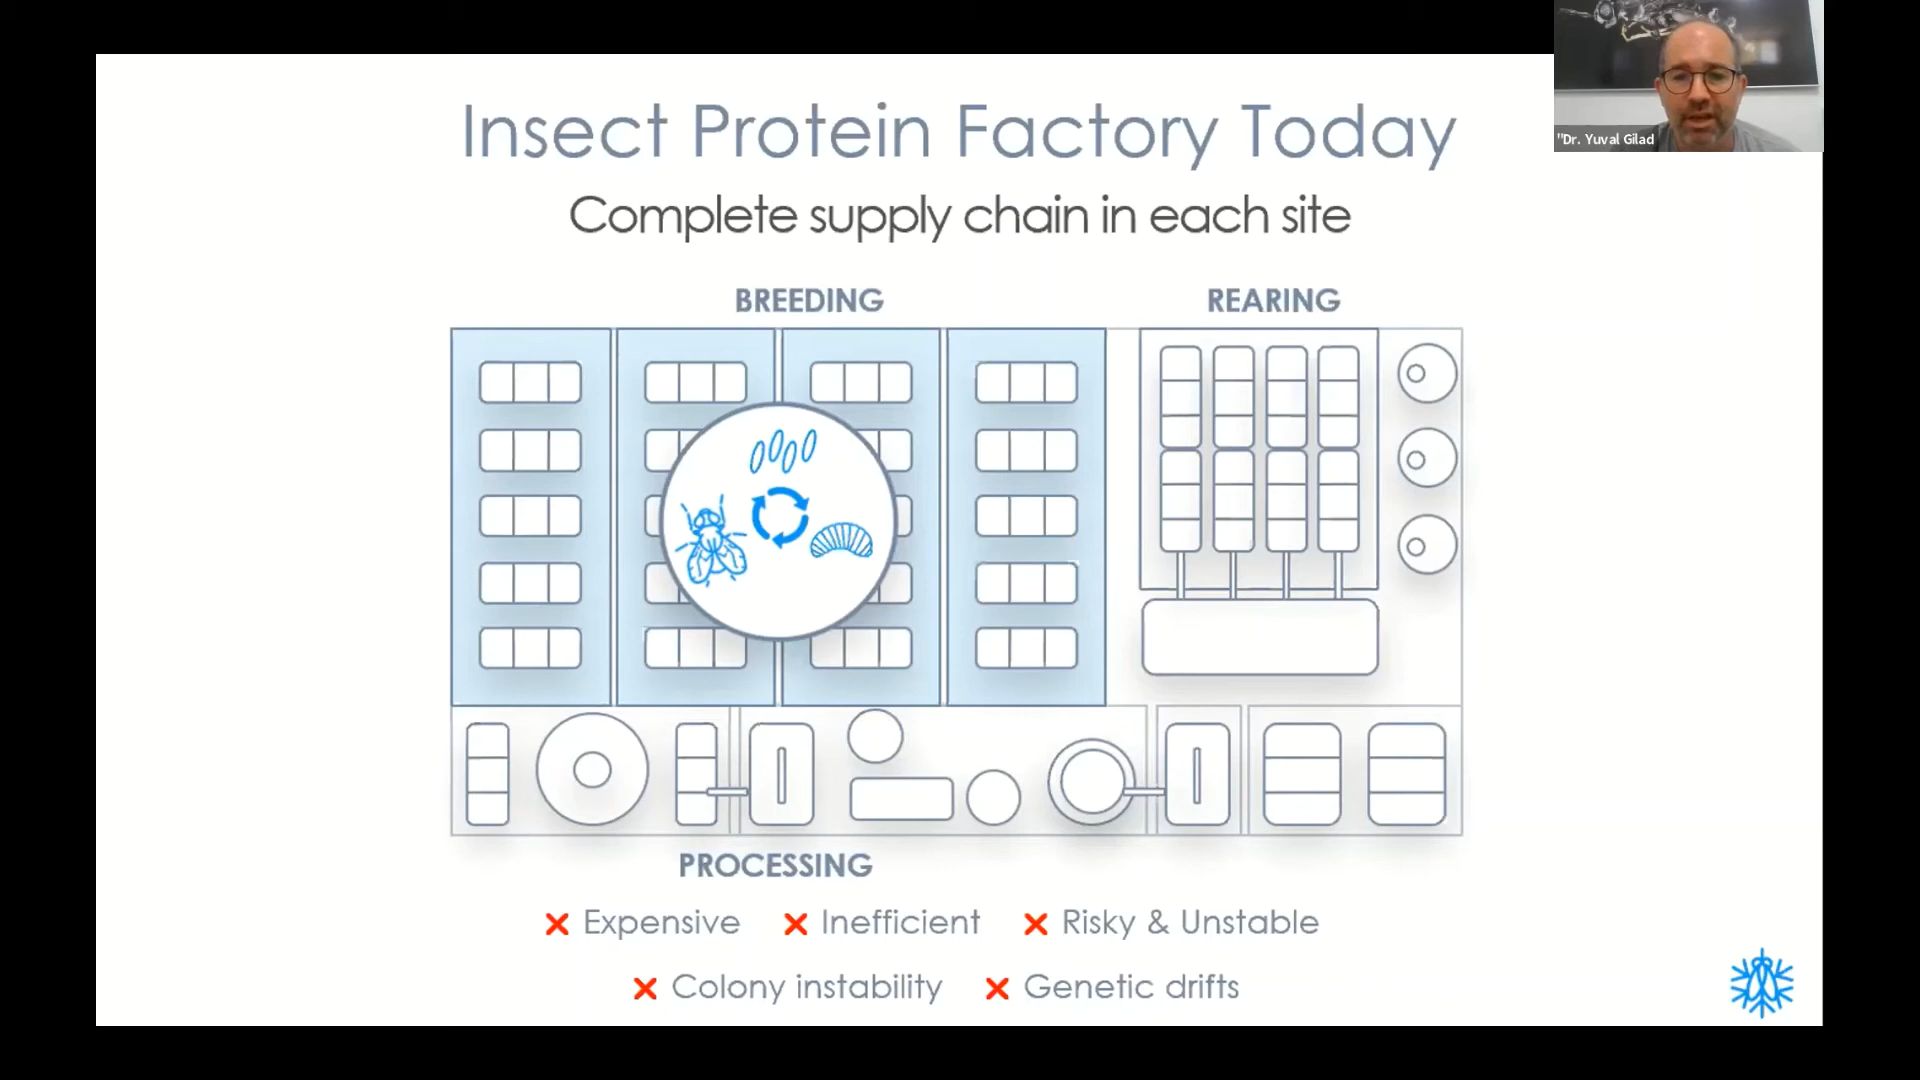 Insect Protein Factory Today
Complete supply chain in each site
"Dr. Yuval Gilad
BREEDING
REARING
PROCESSING
❌ Expensive ❌ Inefficient ❌ Risky & Unstable
❌ Colony instability ❌ Genetic drifts